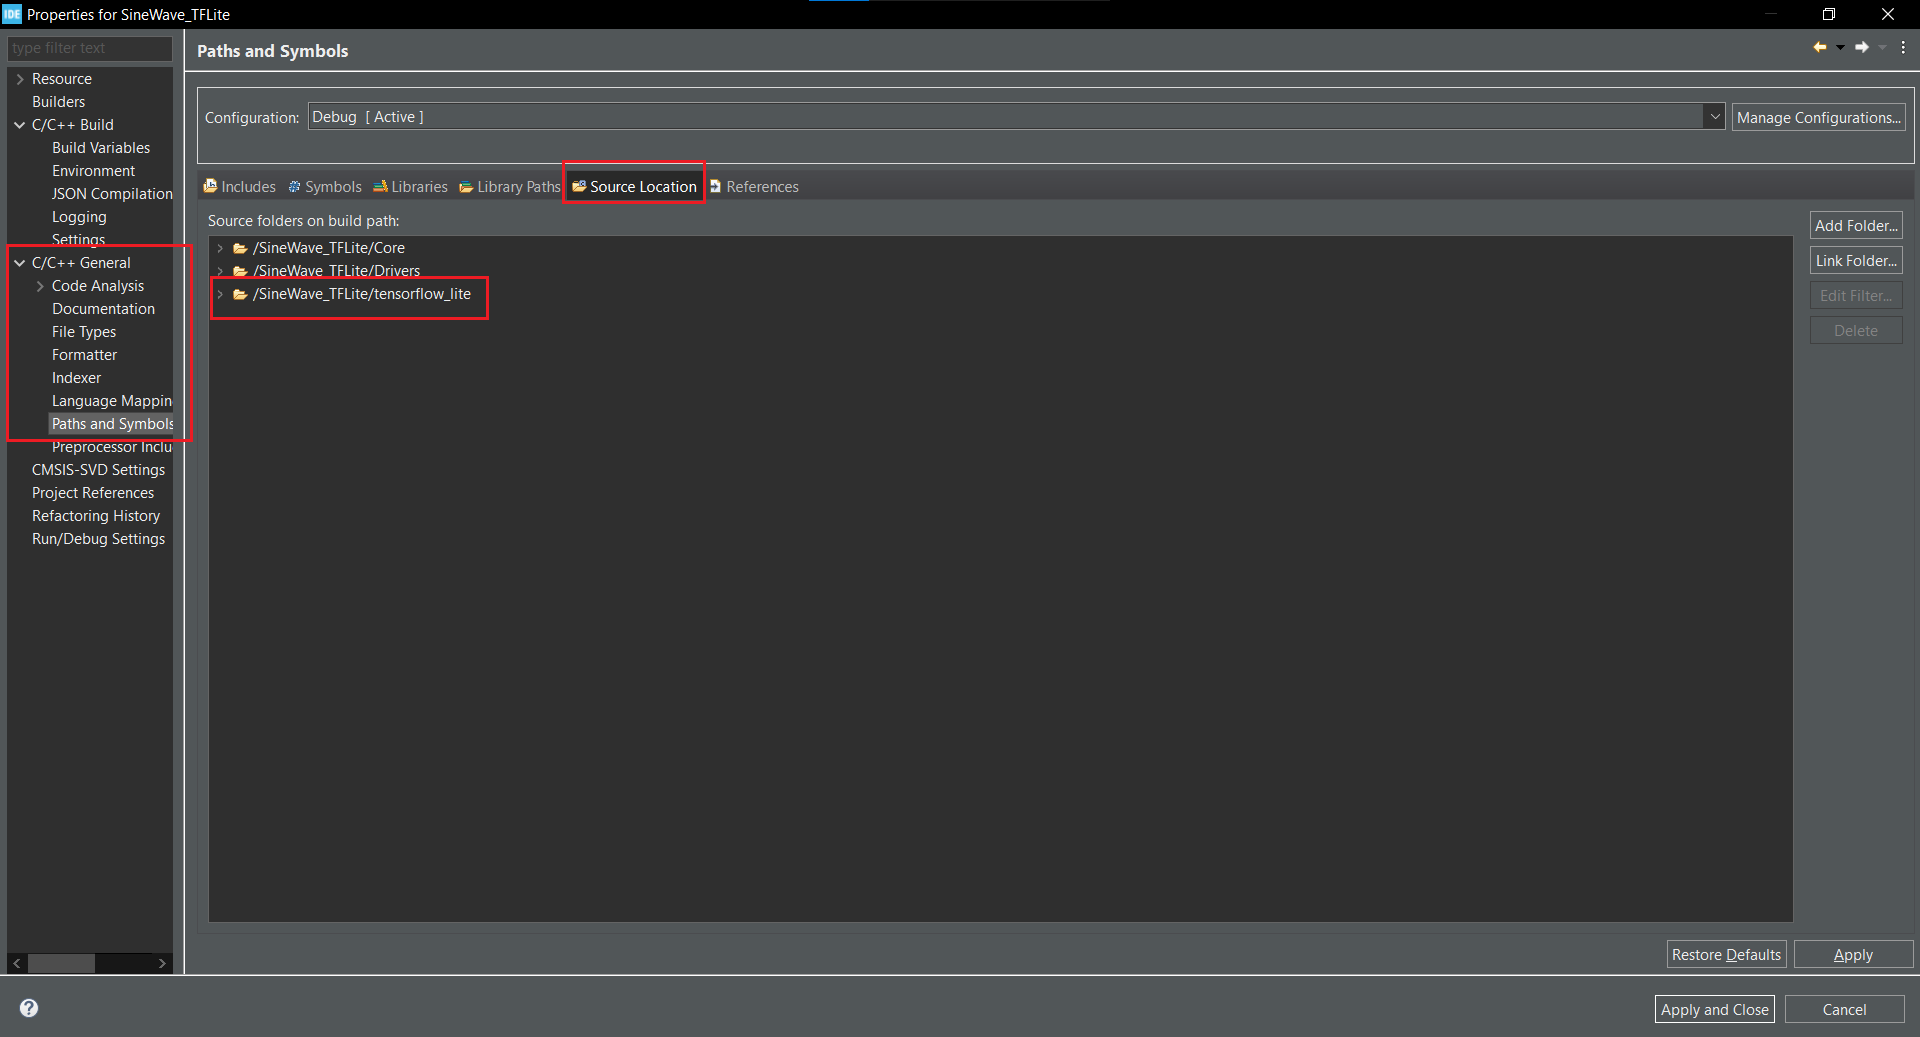 IDE Properties for SineWave_TFLite
type filter text
Resource
Builders
C/C++ Build
Build Variables
Environment
JSON Compilation
Logging
Settings
C/C++ General
Code Analysis
Documentation
File Types
Formatter
Indexer
Language Mappin
Paths and Symbols
Preprocessor Inclu
CMSIS-SVD Settings
Project References
Refactoring History
Run/Debug Settings
Paths and Symbols
Configuration: Debug [ Active ] Manage Configurations...
Includes Symbols Libraries Library Paths Source Location References
Source folders on build path:
/SineWave_TFLite/Core
/SineWave_TFLite/Drivers
/SineWave_TFLite/tensorflow_lite
Add Folder...
Link Folder...
Edit Filter...
Delete
Restore Defaults Apply
? Apply and Close Cancel